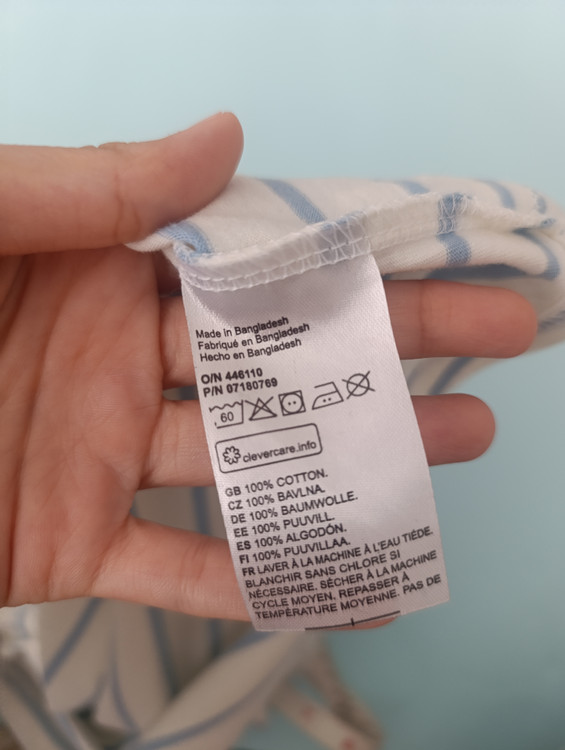 Made in Bangladesh
Fabriqué en Bangladesh
Hecho en Bangladesh
O/N 446110
P/N 07180769
60
clevercare.info
GB 100% COTTON.
CZ 100% BAVLNA.
DE 100% BAUMWOLLE.
EE 100% PUUVILL.
ES 100% ALGODÓN.
FI 100% PUUVILLAA.
FR LAVER À LA MACHINE À L'EAU TIÈDE.
BLANCHIR SANS CHLORE SI
NÉCESSAIRE. SÉCHER À LA MACHINE
CYCLE MOYEN. REPASSER À
TEMPÉRATURE MOYENNE. PAS DE